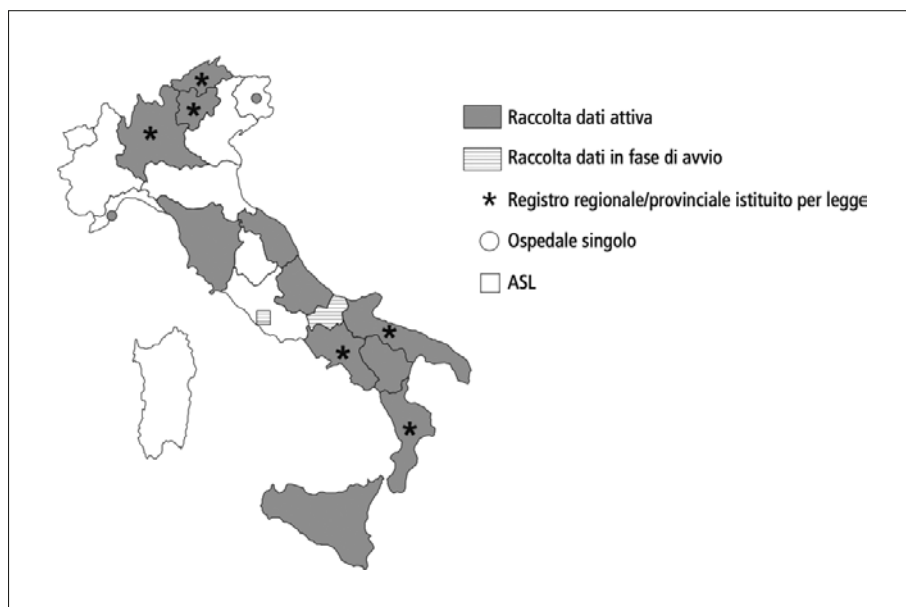 Raccolta dati attiva
Raccolta dati in fase di avvio
* Registro regionale/provinciale istituito per legge
Ospedale singolo
ASL